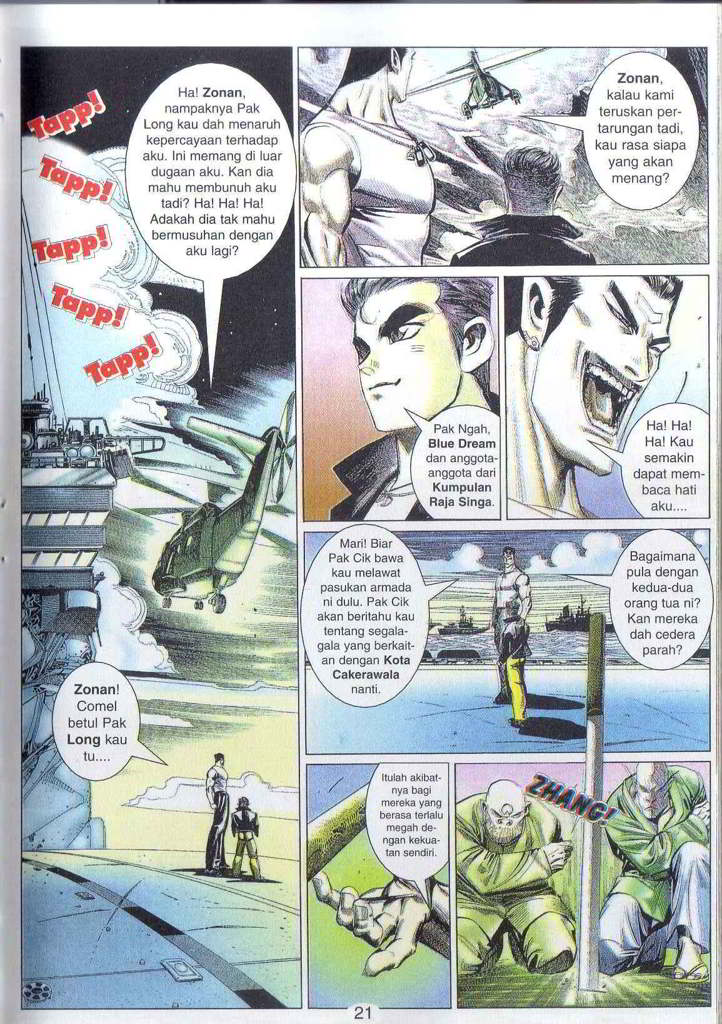 Tapp!
Tapp!
Tapp!
Tapp!
Tapp!
Ha! Zonan,
nampaknya Pak
Long kau dah menaruh
kepercayaan terhadap
aku. Ini memang di luar
dugaan aku. Kan dia
mahu membunuh aku
tadi? Ha! Ha! Ha!
Adakah dia tak mahu
bermusuhan dengan
aku lagi?
Zonan!
Comel
betul Pak
Long kau
tu....
Zonan,
kalau kami
teruskan per-
tarungan tadi,
kau rasa siapa
yang akan
menang?
Pak Ngah,
Blue Dream
dan anggota-
anggota dari
Kumpulan
Raja Singa.
Ha! Ha!
Ha! Kau
semakin
dapat mem-
baca hati
aku....
Mari! Biar
Pak Cik bawa
kau melawat
pasukan armada
ni dulu. Pak Cik
akan beritahu kau
tentang segala-
gala yang berkait-
an dengan Kota
Cakerawala
nanti.
Bagaimana
pula dengan
kedua-dua
orang tua ni?
Kan mereka
dah cedera
parah?
Itulah akibat-
nya bagi
mereka yang
berasa terlalu
megah de-
ngan kekua-
tan sendiri.
ZHANG!
21